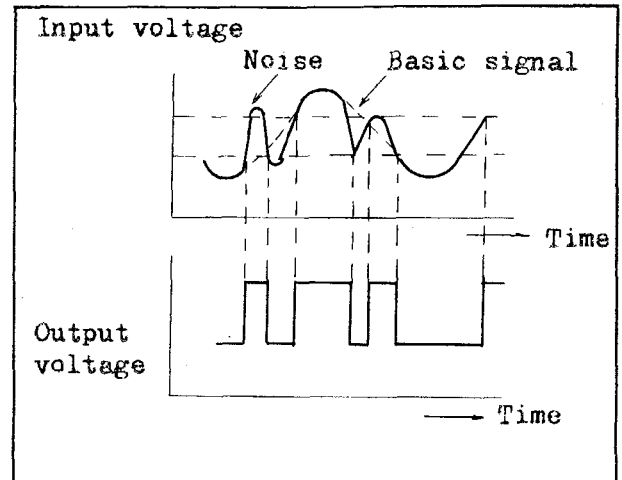 Input voltage
Noise
Basic signal
Time
Output
voltage
Time